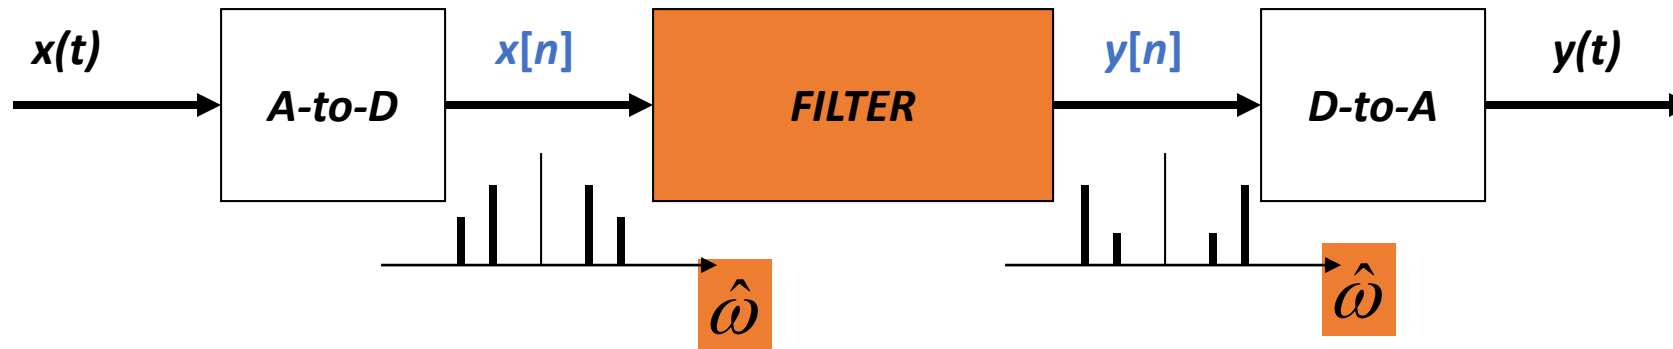 x(t)
A-to-D
x[n]
FILTER
y[n]
D-to-A
y(t)
ω̂
ω̂